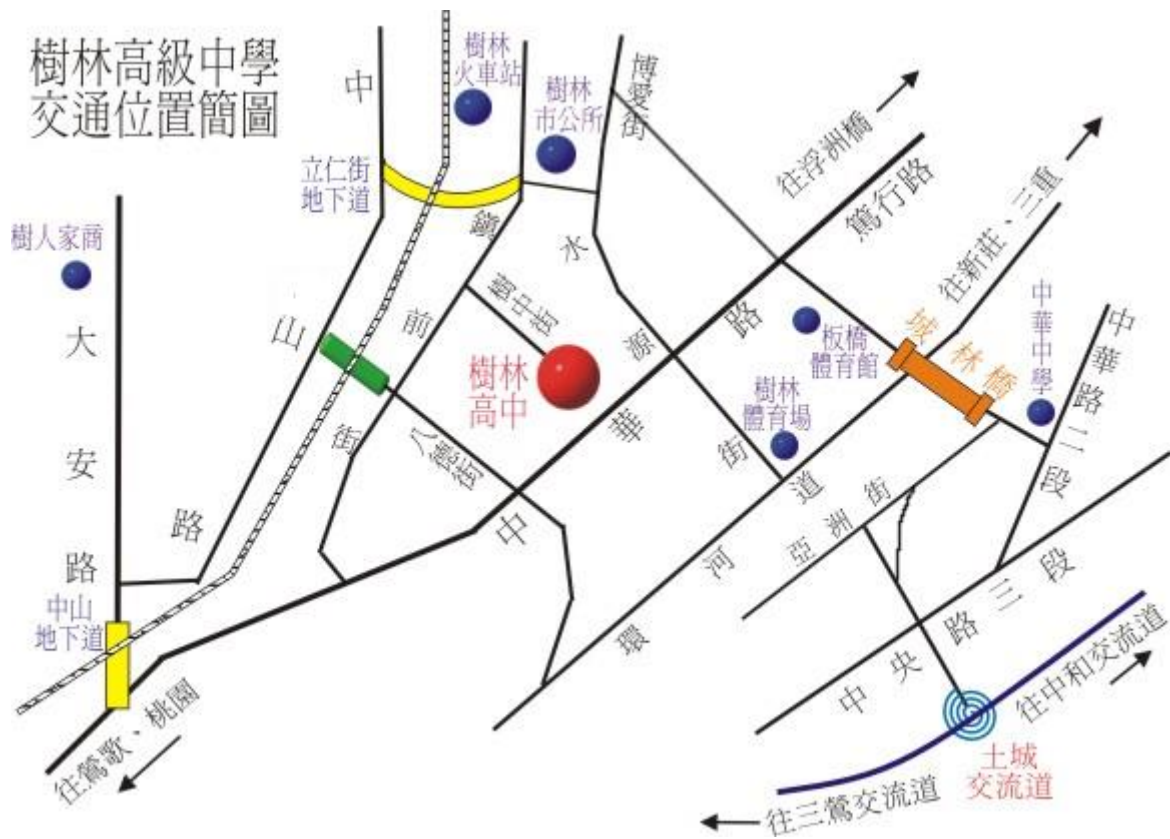 樹林高級中學
交通位置簡圖
樹林
火車站
樹林
市公所
博愛街
往浮洲橋
篤行路
往新莊、三重
立仁街
地下道
樹人家商
大安路
中山路
鎮前街
樹中街
樹林
高中
水源街
中華路
板橋
體育館
城林橋
中華中學
中華路二段
樹林
體育場
八德街
環河道
亞洲街
中央路三段
中山
地下道
往鶯歌、桃園
往中和交流道
土城
交流道
往三鶯交流道